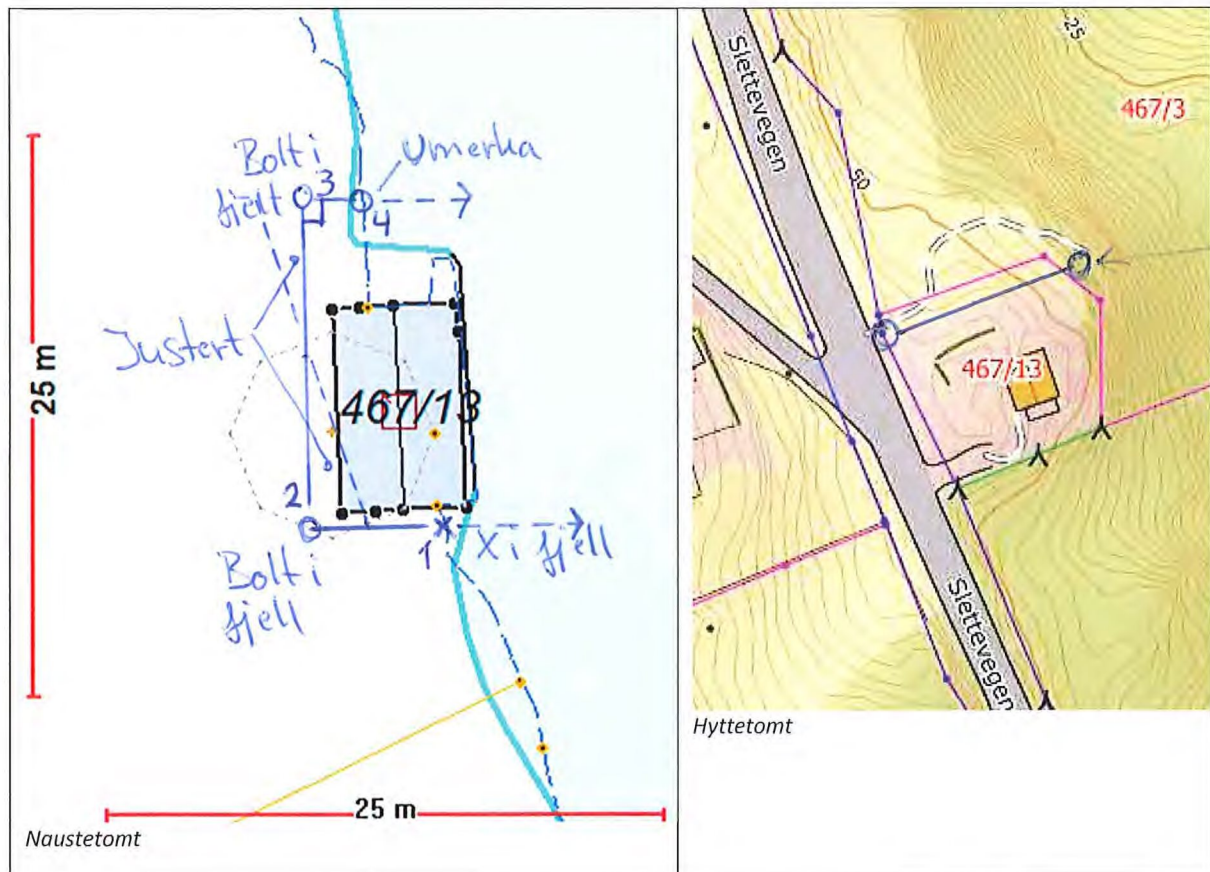 Bolt i
fjell
3
Umerka
4
Justert
25 m
467/13
2
Bolt i
fjell
1
X i fjell
25 m
Naustetomt
Slettevegen
25
467/3
50
467/13
Slettevegen
Hyttetomt